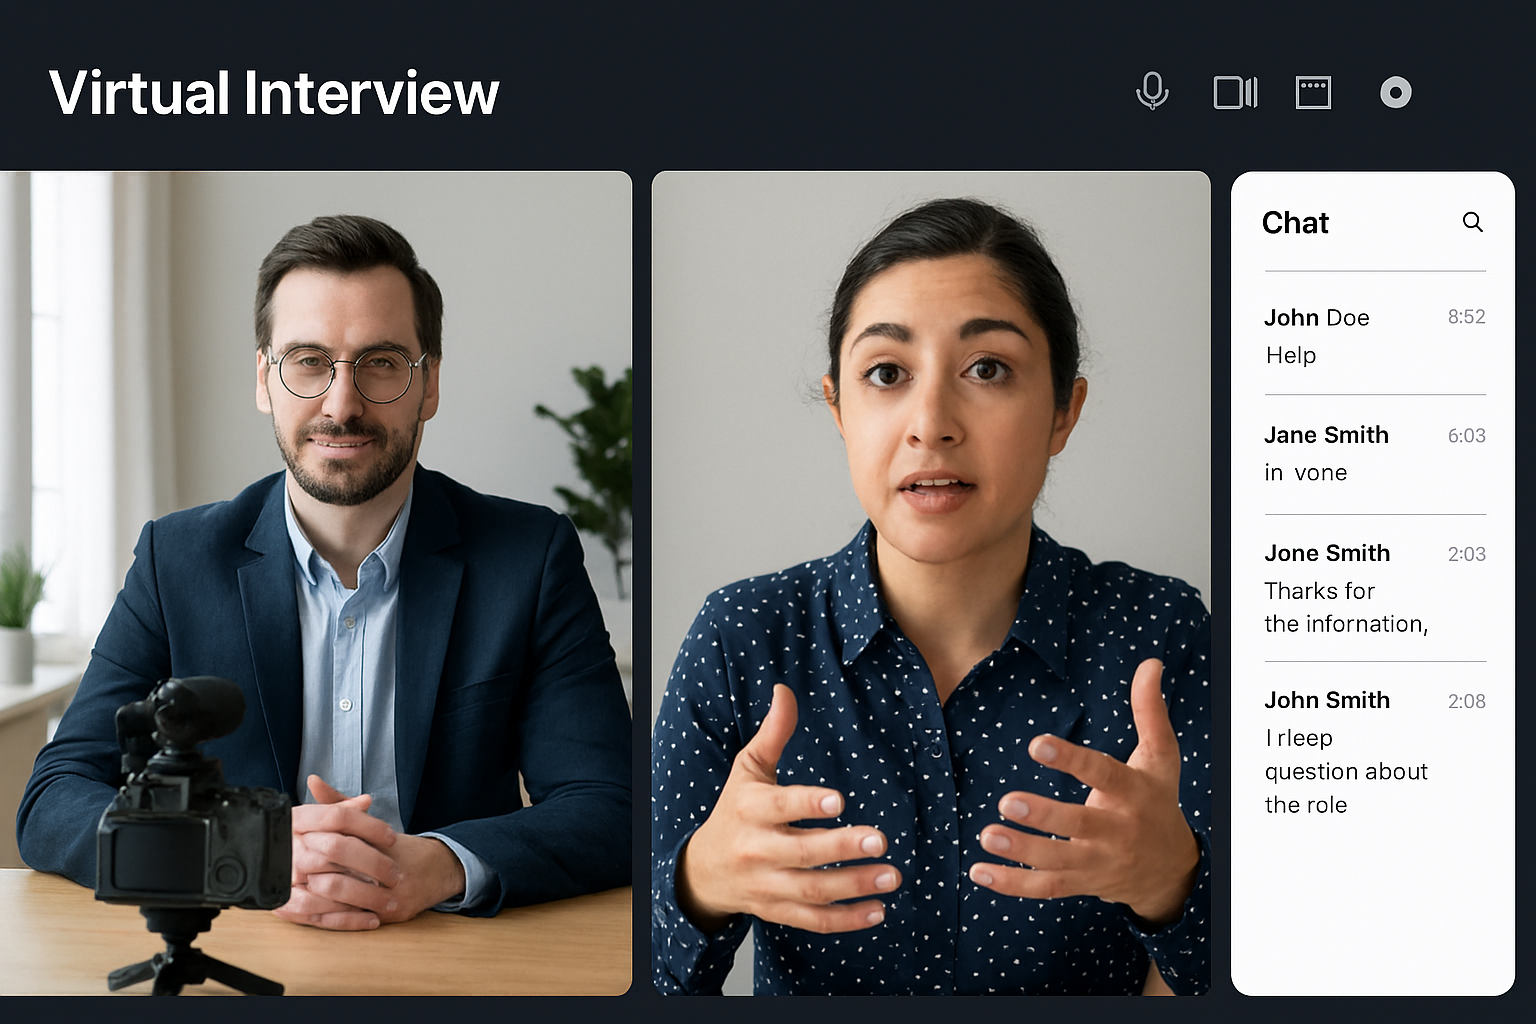 Virtual Interview
Chat
John Doe 8:52
Help
Jane Smith 6:03
in vone
Jone Smith 2:03
Thanks for
the infornation,
John Smith 2:08
I rleep
question about
the role